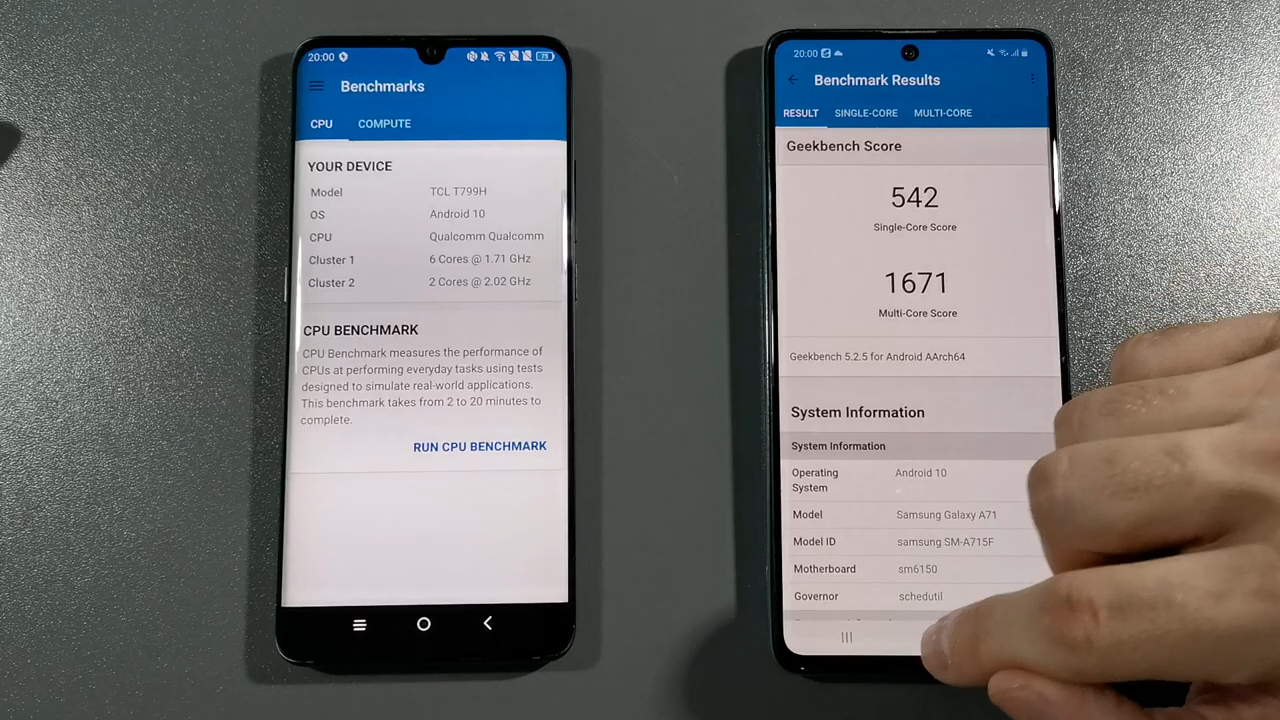 20:00
75
Benchmarks
CPU
COMPUTE
YOUR DEVICE
Model TCL T799H
OS Android 10
CPU Qualcomm Qualcomm
Cluster 1 6 Cores @ 1.71 GHz
Cluster 2 2 Cores @ 2.02 GHz
CPU BENCHMARK
CPU Benchmark measures the performance of
CPUs at performing everyday tasks using tests
designed to simulate real-world applications.
This benchmark takes from 2 to 20 minutes to
complete.
RUN CPU BENCHMARK
20:00
Benchmark Results
RESULT
SINGLE-CORE
MULTI-CORE
Geekbench Score
542
Single-Core Score
1671
Multi-Core Score
Geekbench 5.2.5 for Android AArch64
System Information
System Information
Operating System Android 10
Model Samsung Galaxy A71
Model ID samsung SM-A715F
Motherboard sm6150
Governor schedutil